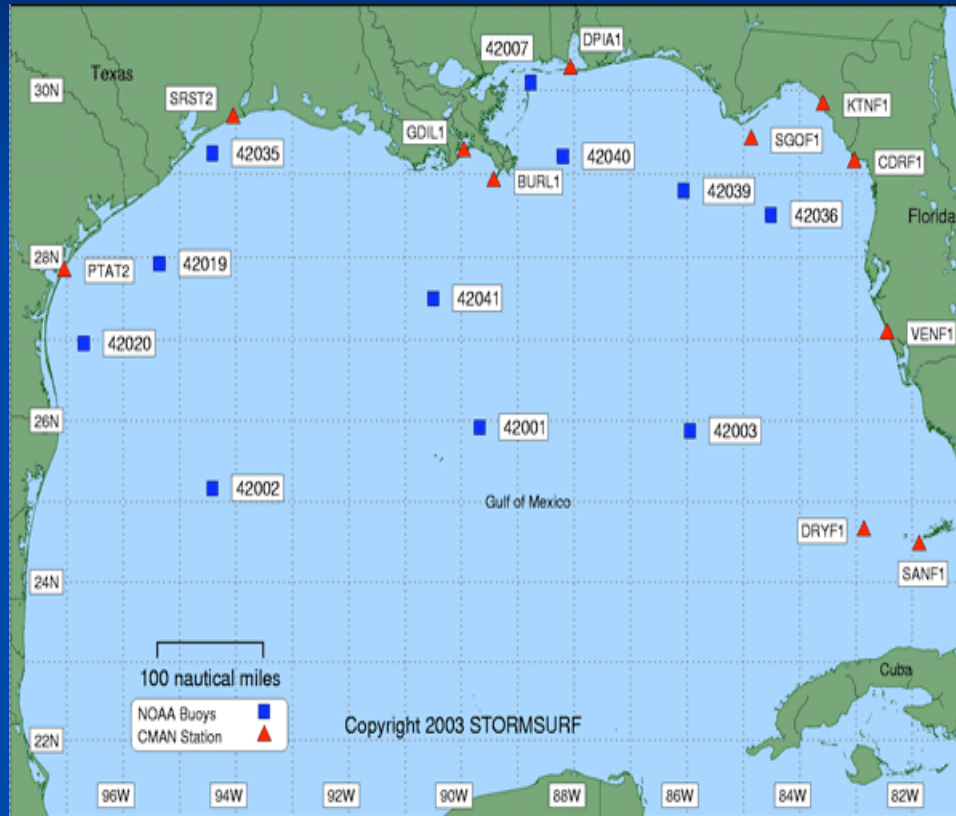 42007
DPIA1
Texas
30N
SRST2
KTNF1
42035
GDIL1
42040
SGOF1
CDRF1
BURL1
42039
42036
Florida
28N
PTAT2
42019
42041
VENF1
42020
26N
42001
42003
42002
Gulf of Mexico
DRYF1
SANF1
24N
100 nautical miles
Cuba
NOAA Buoys
CMAN Station
Copyright 2003 STORMSURF
22N
96W 94W 92W 90W 88W 86W 84W 82W